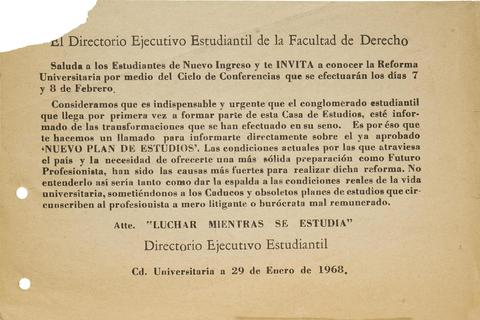 El Directorio Ejecutivo Estudiantil de la Facultad de Derecho
Saluda a los Estudiantes de Nuevo Ingreso y te INVITA a conocer la Reforma
Universitaria por medio del Ciclo de Conferencias que se efectuarán los días 7
y 8 de Febrero.
Consideramos que es indispensable y urgente que el conglomerado estudiantil
que llega por primera vez a formar parte de esta Casa de Estudios, esté infor-
mado de las transformaciones que se han efectuado en su seno. Es por éso que
te hacemos un llamado para informarte directamente sobre el ya aprobado
'NUEVO PLAN DE ESTUDIOS'. Las condiciones actuales por las que atraviesa
el país y la necesidad de ofrecerte una más sólida preparación como Futuro
Profesionista, han sido las causas más fuertes para realizar dicha reforma. No
entenderlo así seria tanto como dar la espalda a las condiciones reales de la vida
universitaria, sometiéndonos a los Caducos y obsoletos planes de estudios que cir-
cunscriben al profesionista a mero litigante o burócrata mal remunerado.
Atte. "LUCHAR MIENTRAS SE ESTUDIA"
Directorio Ejecutivo Estudiantil
Cd. Universitaria a 29 de Enero de 1968.